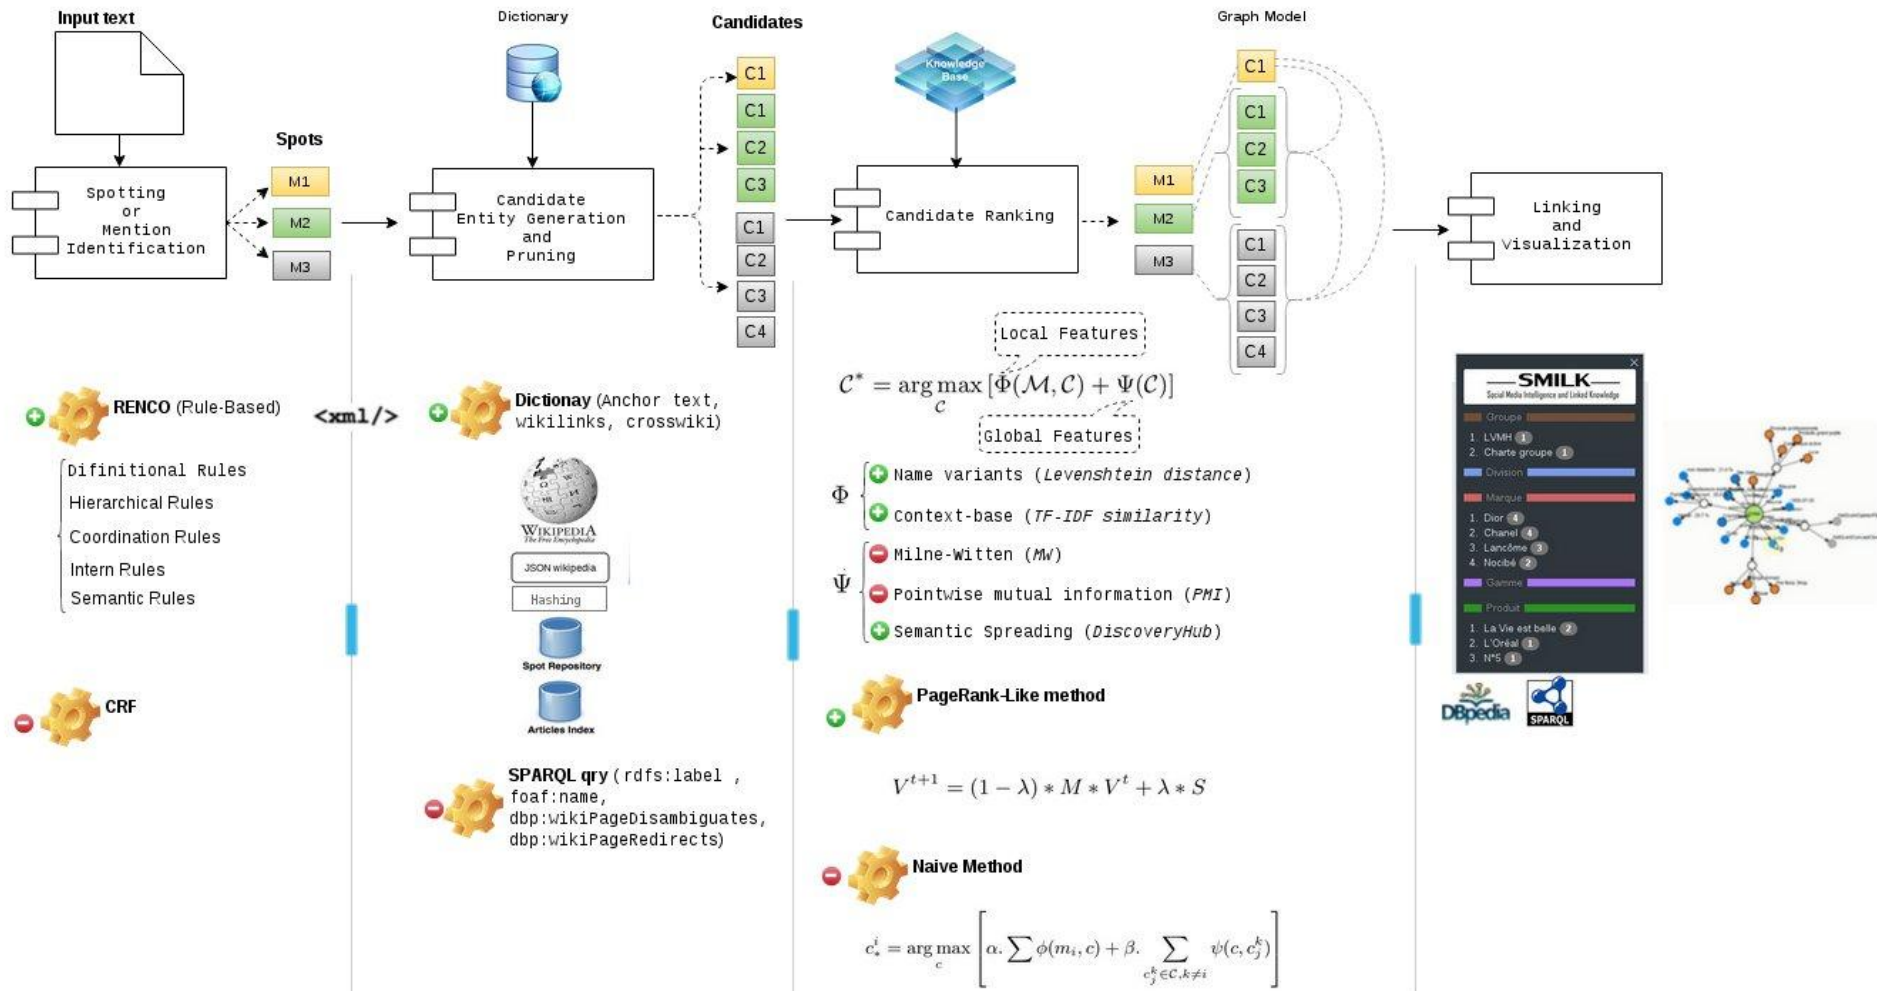 Input text
Dictionary
Candidates
Graph Model
Knowledge
Base
Spots
Spotting
or
Mention
Identification
M1
M2
M3
Candidate
Entity Generation
and
Pruning
C1
C1
C2
C3
C1
C2
C3
C4
Candidate Ranking
M1
M2
M3
C1
C1
C2
C3
C1
C2
C3
C4
Linking
and
Visualization
RENCO (Rule-Based)
Difinitional Rules
Hierarchical Rules
Coordination Rules
Intern Rules
Semantic Rules
CRF
<xml/>
Dictionay (Anchor text,
wikilinks, crosswiki)
WIKIPEDIA
The Free Encyclopedia
JSON wikipedia
Hashing
Spot Repository
Articles Index
SPARQL qry (rdfs:label ,
foaf:name,
dbp:wikiPageDisambiguates,
dbp:wikiPageRedirects)
Local Features
C* = arg max [Φ(M, C) + Ψ(C)]
C
Global Features
Φ
Name variants (Levenshtein distance)
Context-base (TF-IDF similarity)
Ψ
Milne-Witten (MW)
Pointwise mutual information (PMI)
Semantic Spreading (DiscoveryHub)
PageRank-Like method
V^{t+1} = (1 − λ) * M * V^t + λ * S
Naive Method
c_*^i = arg max_c [α. ∑ φ(m_i, c) + β. ∑_{c_j^k ∈ C, k≠i} ψ(c, c_j^k)]
SMILK
Social Media Intelligence and Linked Knowledge
Groupe
1. LVMH 1
2. Charte groupe 1
Division
Marque
1. Dior 4
2. Chanel 4
3. Lancôme 3
4. Nocibé 2
Gamme
Produit
1. La Vie est belle 2
2. L'Oréal 1
3. N°5 1
DBpedia
SPARQL